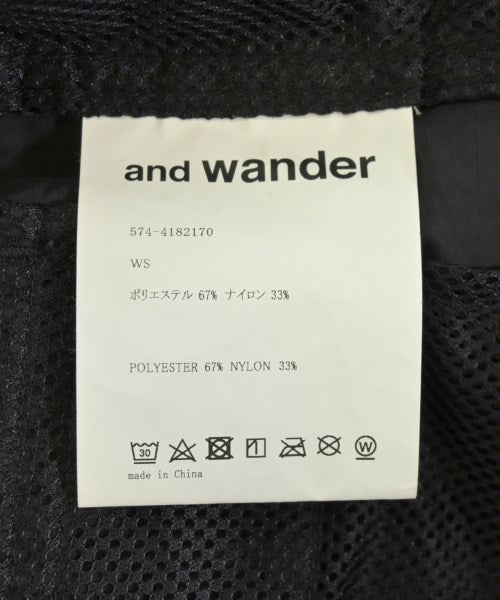 and wander
574-4182170
WS
ポリエステル 67% ナイロン 33%
POLYESTER 67% NYLON 33%
30 W
made in China